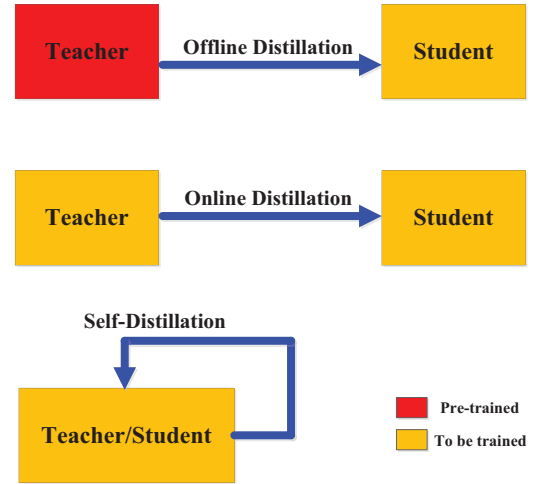 Teacher
Offline Distillation
Student
Teacher
Online Distillation
Student
Self-Distillation
Teacher/Student
Pre-trained
To be trained